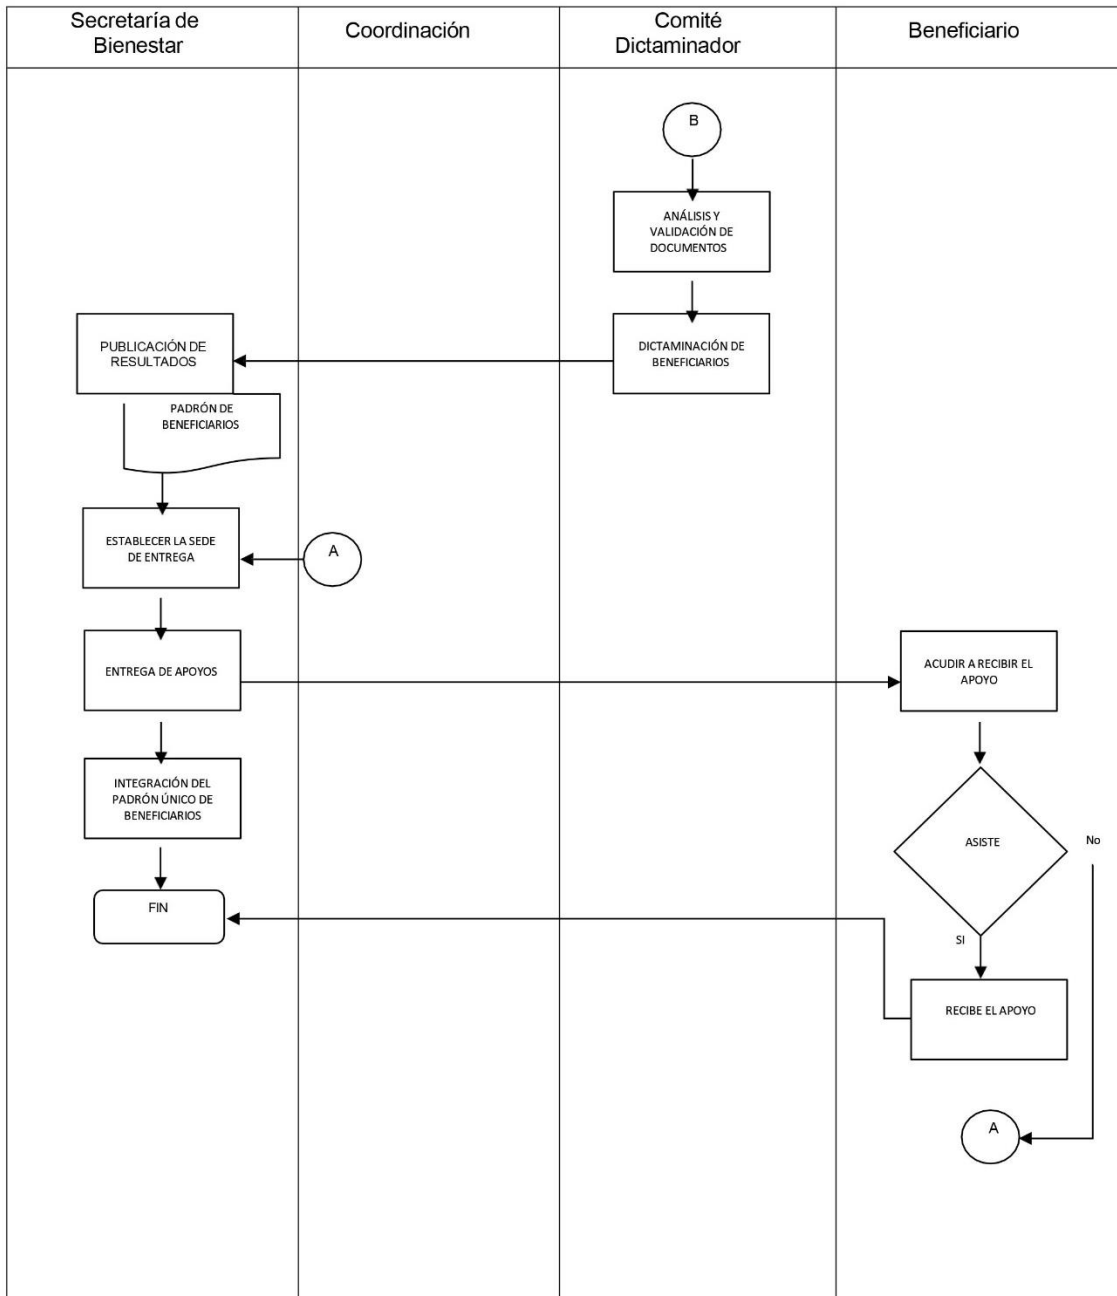 Secretaría de
Bienestar
Coordinación
Comité
Dictaminador
Beneficiario
B
ANÁLISIS Y
VALIDACIÓN DE
DOCUMENTOS
DICTAMINACIÓN DE
BENEFICIARIOS
PUBLICACIÓN DE
RESULTADOS
PADRÓN DE
BENEFICIARIOS
ESTABLECER LA SEDE
DE ENTREGA
A
ENTREGA DE APOYOS
ACUDIR A RECIBIR EL
APOYO
INTEGRACIÓN DEL
PADRÓN ÚNICO DE
BENEFICIARIOS
ASISTE
No
FIN
SI
RECIBE EL APOYO
A